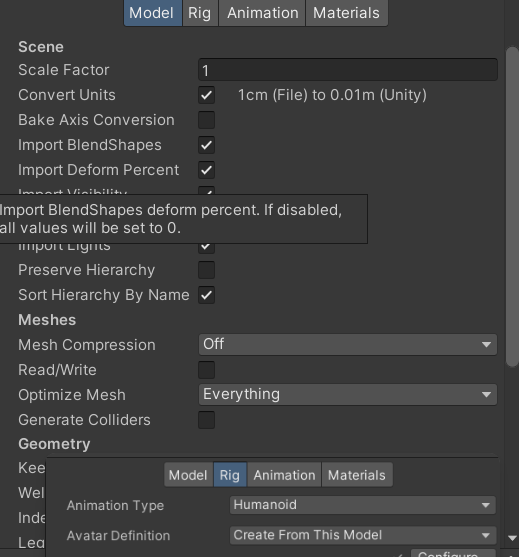 Model Rig Animation Materials
Scene
Scale Factor 1
Convert Units 1cm (File) to 0.01m (Unity)
Bake Axis Conversion
Import BlendShapes
Import Deform Percent
Import Visibility
Import BlendShapes deform percent. If disabled,
all values will be set to 0.
Import Lights
Preserve Hierarchy
Sort Hierarchy By Name
Meshes
Mesh Compression Off
Read/Write
Optimize Mesh Everything
Generate Colliders
Geometry
Kee
Model Rig Animation Materials
Wel
Animation Type Humanoid
Inde
Avatar Definition Create From This Model
Leg
Configure